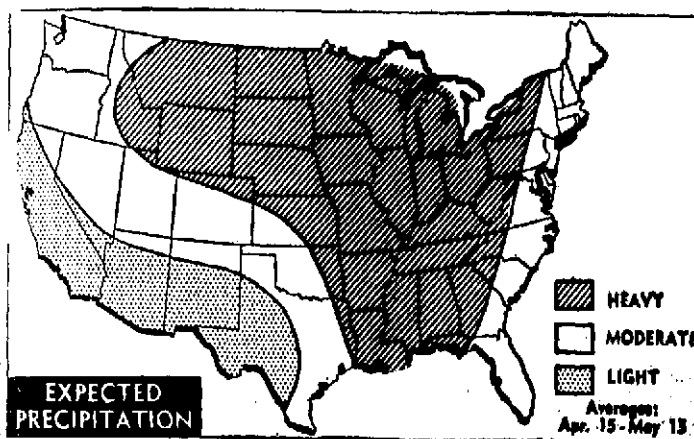 EXPECTED
PRECIPITATION
HEAVY
MODERATE
LIGHT
Averages:
Apr. 15 - May 13